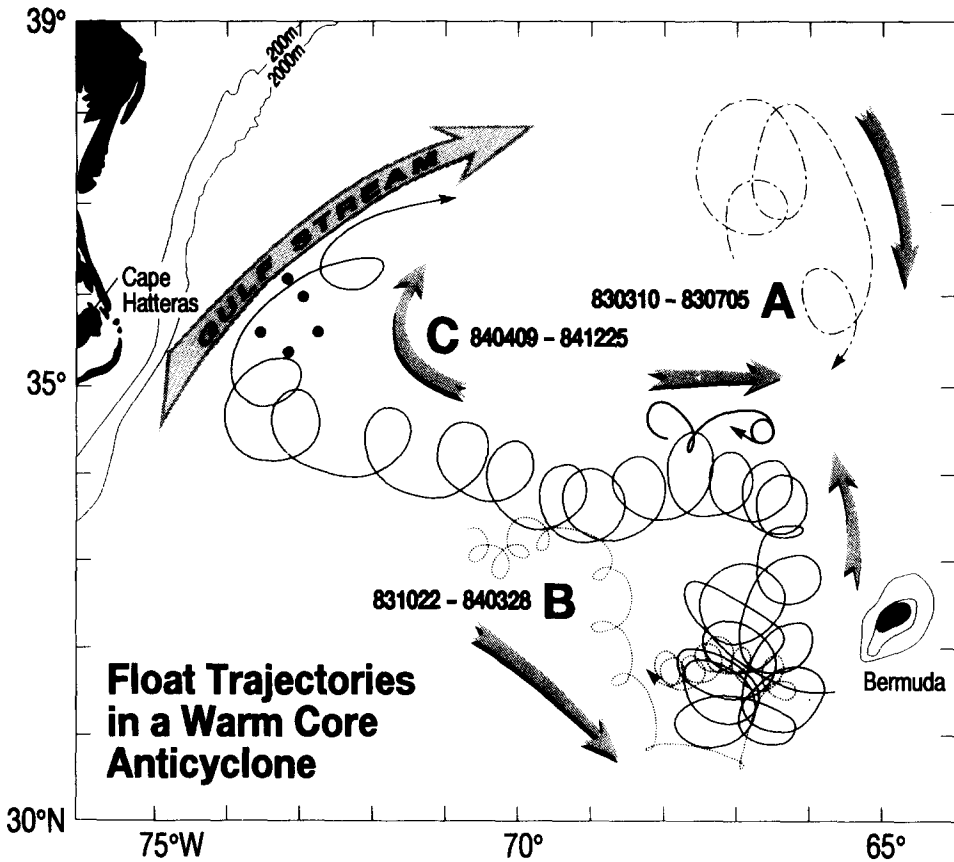 39°
200m
2000m
GULF STREAM
Cape
Hatteras
830310 – 830705 A
C 840409 – 841225
35°
831022 – 840328 B
Bermuda
Float Trajectories
in a Warm Core
Anticyclone
30°N
75°W
70°
65°